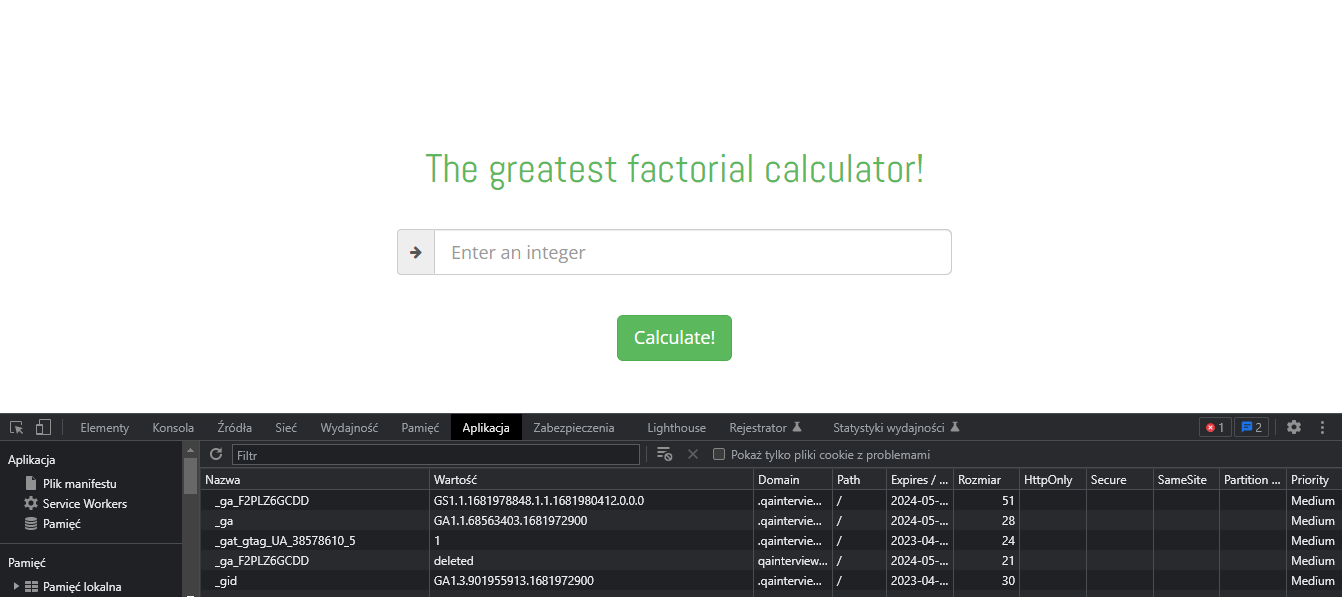 The greatest factorial calculator!
Enter an integer
Calculate!
Elementy Konsola Źródła Sieć Wydajność Pamięć Aplikacja Zabezpieczenia Lighthouse Rejestrator Statystyki wydajności 1 2
Aplikacja
Plik manifestu
Service Workers
Pamięć
Pamięć
Pamięć lokalna
Filtr Pokaż tylko pliki cookie z problemami
Nazwa Wartość Domain Path Expires / ... Rozmiar HttpOnly Secure SameSite Partition ... Priority
_ga_F2PLZ6GCDD GS1.1.1681978848.1.1.1681980412.0.0.0 .qaintervie... / 2024-05-... 51 Medium
_ga GA1.1.68563403.1681972900 .qaintervie... / 2024-05-... 28 Medium
_gat_gtag_UA_38578610_5 1 .qaintervie... / 2023-04-... 24 Medium
_ga_F2PLZ6GCDD deleted qainterview... / 2024-05-... 21 Medium
_gid GA1.3.901955913.1681972900 .qaintervie... / 2023-04-... 30 Medium